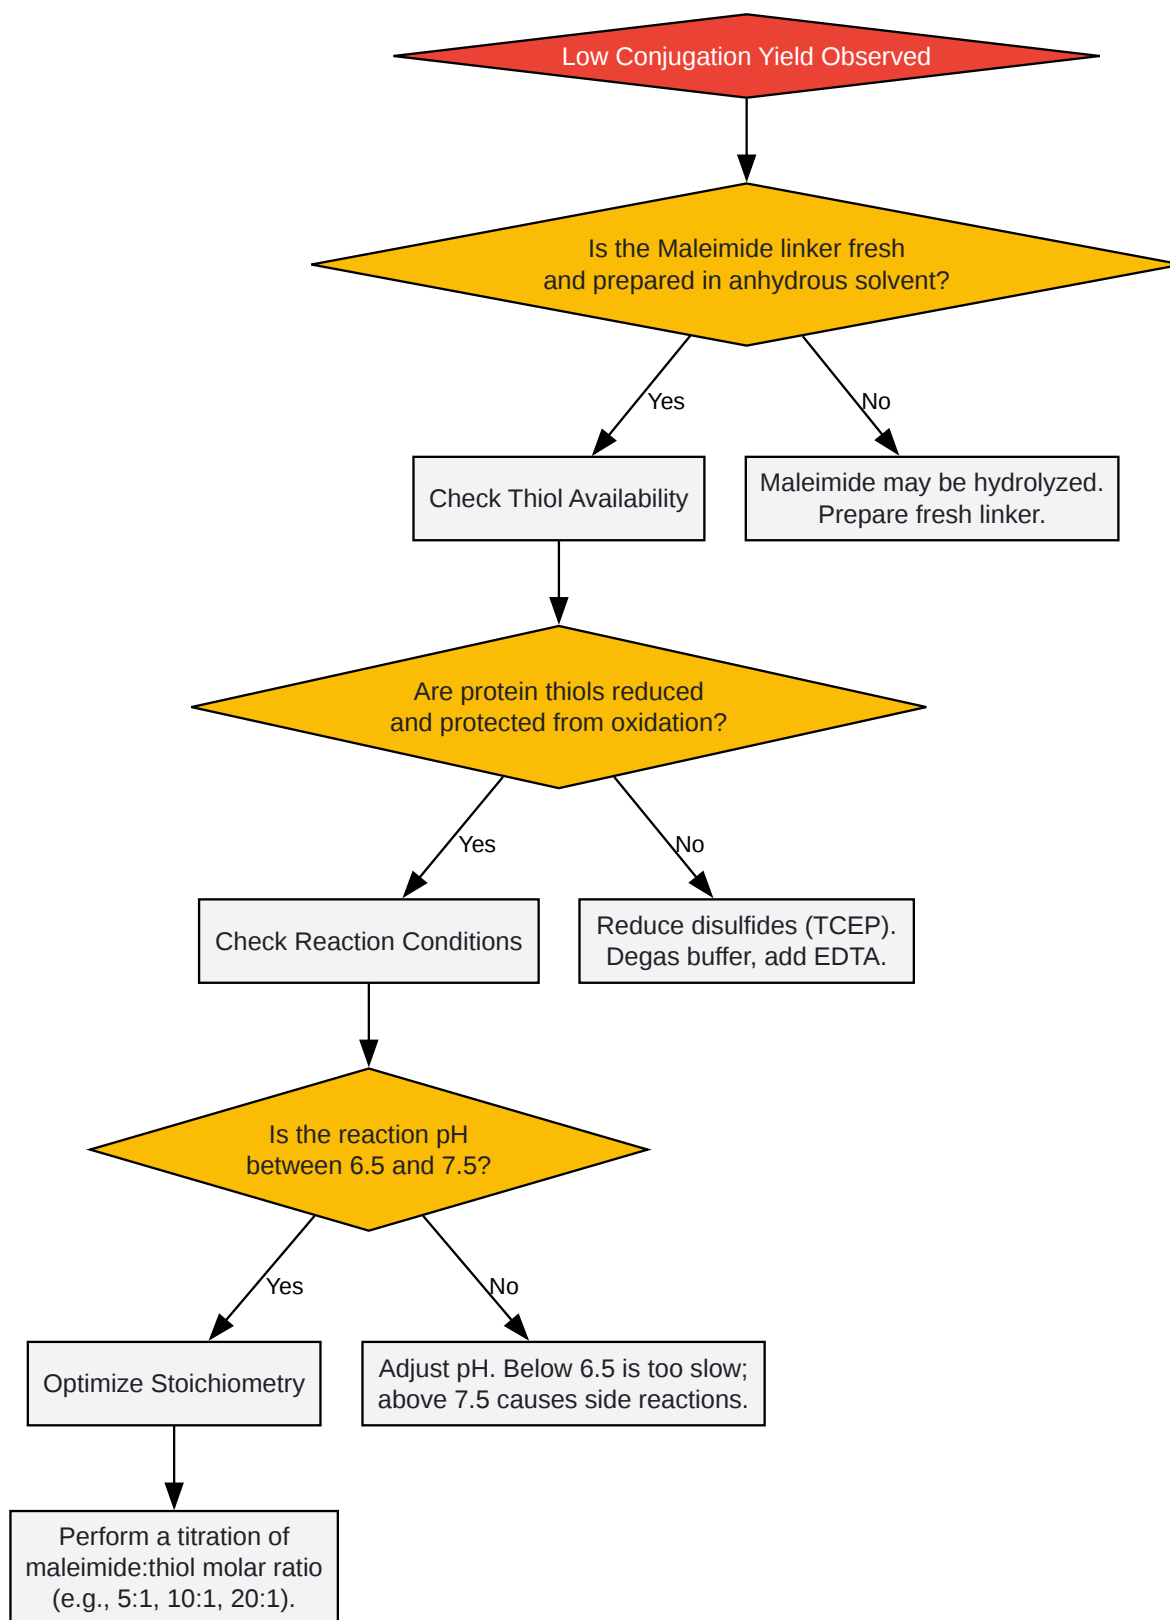 Low Conjugation Yield Observed
Is the Maleimide linker fresh
and prepared in anhydrous solvent?
Yes
No
Check Thiol Availability
Maleimide may be hydrolyzed.
Prepare fresh linker.
Are protein thiols reduced
and protected from oxidation?
Yes
No
Check Reaction Conditions
Reduce disulfides (TCEP).
Degas buffer, add EDTA.
Is the reaction pH
between 6.5 and 7.5?
Yes
No
Optimize Stoichiometry
Adjust pH. Below 6.5 is too slow;
above 7.5 causes side reactions.
Perform a titration of
maleimide:thiol molar ratio
(e.g., 5:1, 10:1, 20:1).